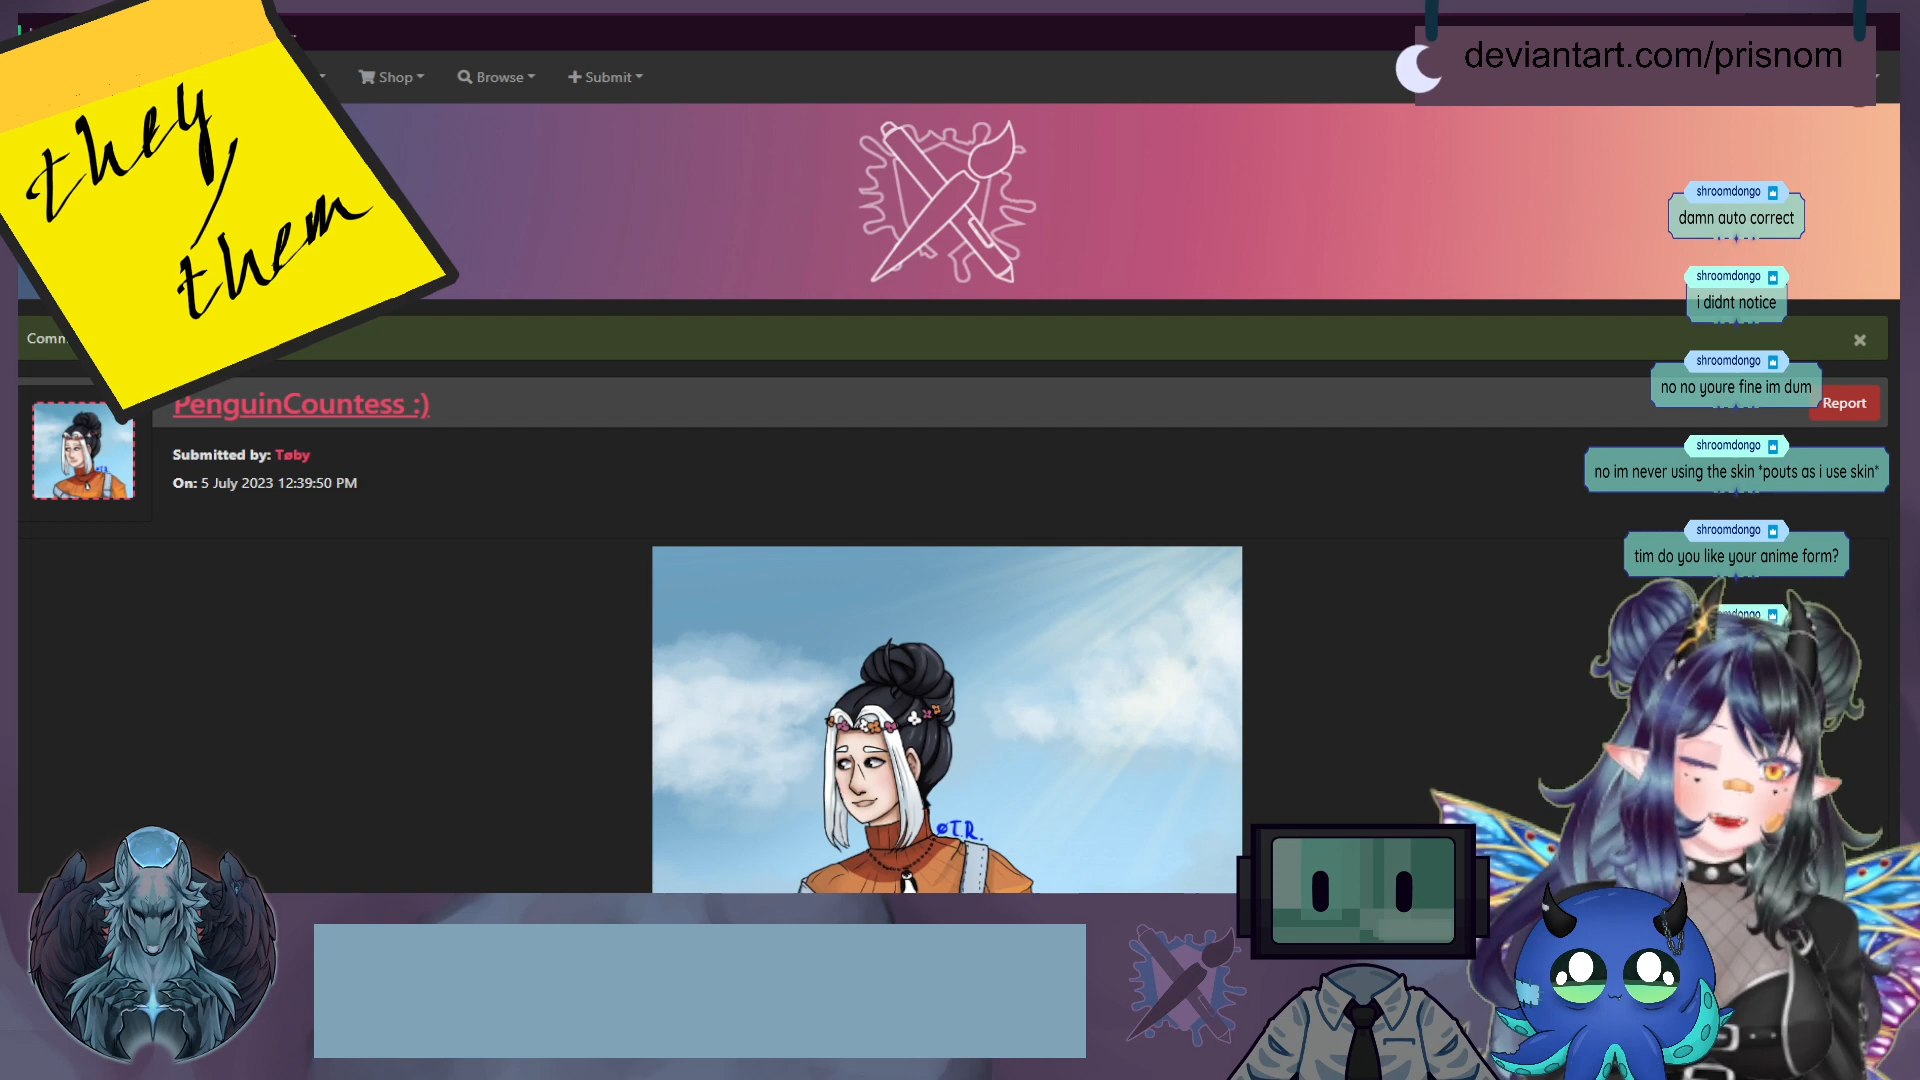 they
/
them
Shop
Browse
Submit
deviantart.com/prisnom
PenguinCountess :)
Report
Submitted by: Tøby
On: 5 July 2023 12:39:50 PM
shroomdongo
damn auto correct
shroomdongo
i didnt notice
shroomdongo
no no youre fine im dum
shroomdongo
no im never using the skin *pouts as i use skin*
shroomdongo
tim do you like your anime form?
øT.R.